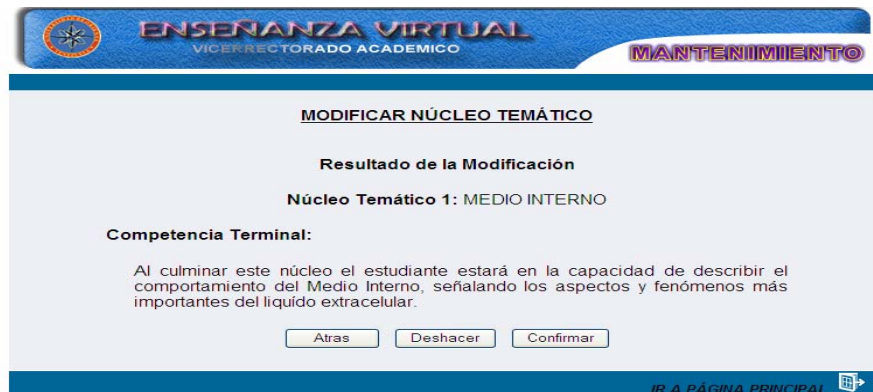 ENSEÑANZA VIRTUAL
VICERRECTORADO ACADEMICO
MANTENIMIENTO
MODIFICAR NÚCLEO TEMÁTICO
Resultado de la Modificación
Núcleo Temático 1: MEDIO INTERNO
Competencia Terminal:
Al culminar este núcleo el estudiante estará en la capacidad de describir el
comportamiento del Medio Interno, señalando los aspectos y fenómenos más
importantes del liquído extracelular.
Atras Deshacer Confirmar
IR A PÁGINA PRINCIPAL